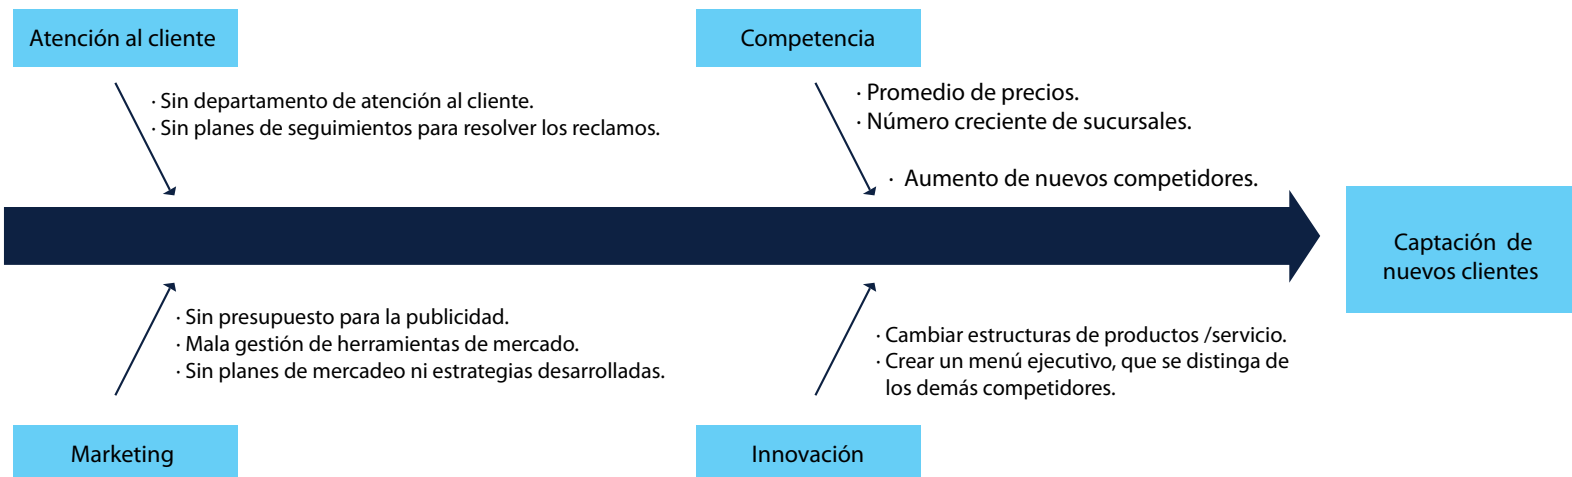 Atención al cliente
· Sin departamento de atención al cliente.
· Sin planes de seguimientos para resolver los reclamos.
Competencia
· Promedio de precios.
· Número creciente de sucursales.
· Aumento de nuevos competidores.
Captación de
nuevos clientes
· Sin presupuesto para la publicidad.
· Mala gestión de herramientas de mercado.
· Sin planes de mercadeo ni estrategias desarrolladas.
Marketing
· Cambiar estructuras de productos /servicio.
· Crear un menú ejecutivo, que se distinga de
los demás competidores.
Innovación